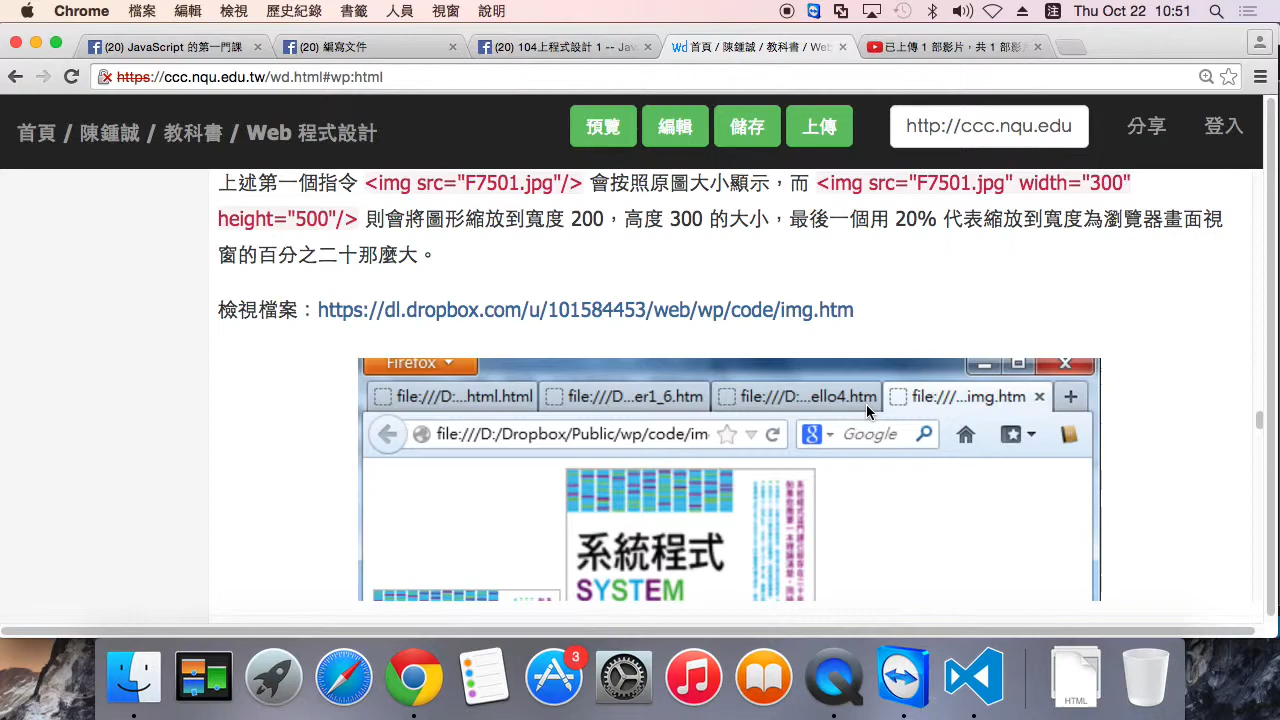 Chrome 檔案 編輯 檢視 歷史紀錄 書籤 人員 視窗 說明 注 Thu Oct 22 10:51
(20) JavaScript 的第一門課 (20) 編寫文件 (20) 104上程式設計 1 -- Jav 首頁 / 陳鍾誠 / 教科書 / We 已上傳 1 部影片，共 1 部影
https://ccc.nqu.edu.tw/wd.html#wp:html
首頁 / 陳鍾誠 / 教科書 / Web 程式設計 預覽 編輯 儲存 上傳 http://ccc.nqu.edu 分享 登入
上述第一個指令 <img src="F7501.jpg"/> 會按照原圖大小顯示，而 <img src="F7501.jpg" width="300"
height="500"/> 則會將圖形縮放到寬度 200，高度 300 的大小，最後一個用 20% 代表縮放到寬度為瀏覽器畫面視
窗的百分之二十那麼大。
檢視檔案：https://dl.dropbox.com/u/101584453/web/wp/code/img.htm
Firefox
file:///D:...html.html file:///D...er1_6.htm file:///D:...ello4.htm file:///...img.htm
file:///D:/Dropbox/Public/wp/code/im Google
系統程式
SYSTEM
3
HTML